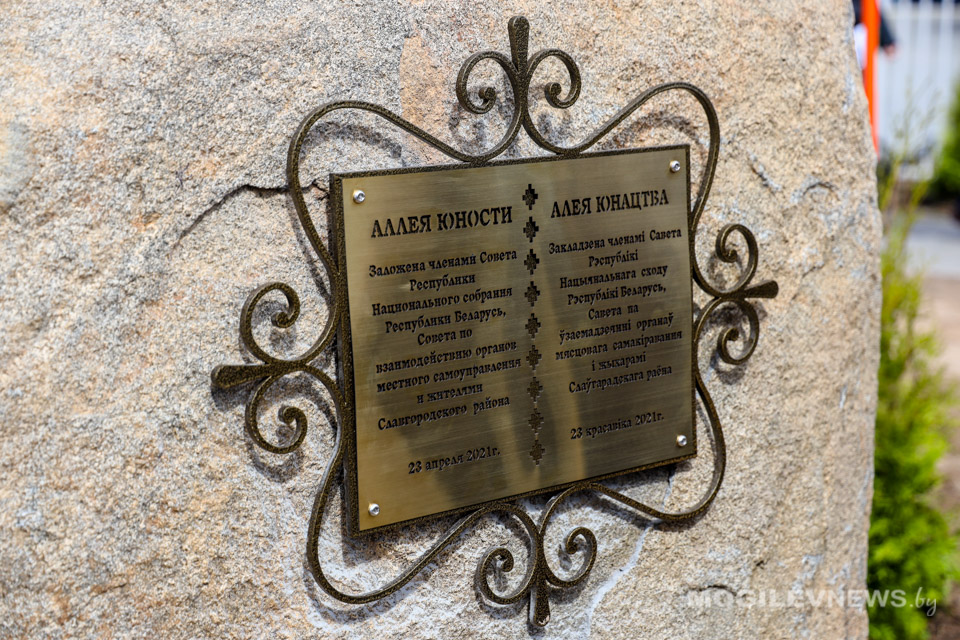 АЛЛЕЯ ЮНОСТИ
Заложена членами Совета
Республики
Национального собрания
Республики Беларусь,
Совета по
взаимодействию органов
местного самоуправления
и жителями
Славгородского района
23 апреля 2021г.
АЛЕЯ ЮНАЦТВА
Закладзена членамі Савета
Рэспублікі
Нацыянальнага сходу
Рэспублікі Беларусь,
Савета па
ўзаемадзеянні органаў
мясцовага самакіравання
і жыхарамі
Слаўгарадскага раёна
23 красавіка 2021г.
MOGILEVNEWS.by